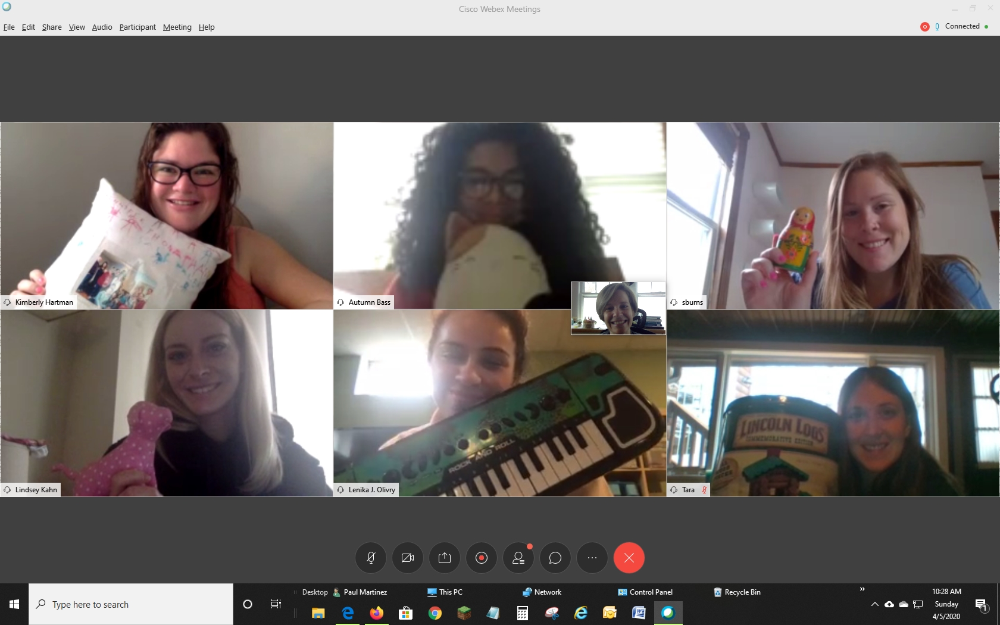 Cisco Webex Meetings
File Edit Share View Audio Participant Meeting Help
Connected
Kimberly Hartman
Autumn Bass
sburns
LINCOLN LOGS
COMMEMORATIVE EDITION
ROCK AND ROLL
Lindsey Kahn
Lenika J. Olivry
Tara
Type here to search
Desktop Paul Martinez This PC Network Control Panel Recycle Bin
»
10:28 AM
Sunday
4/5/2020
1